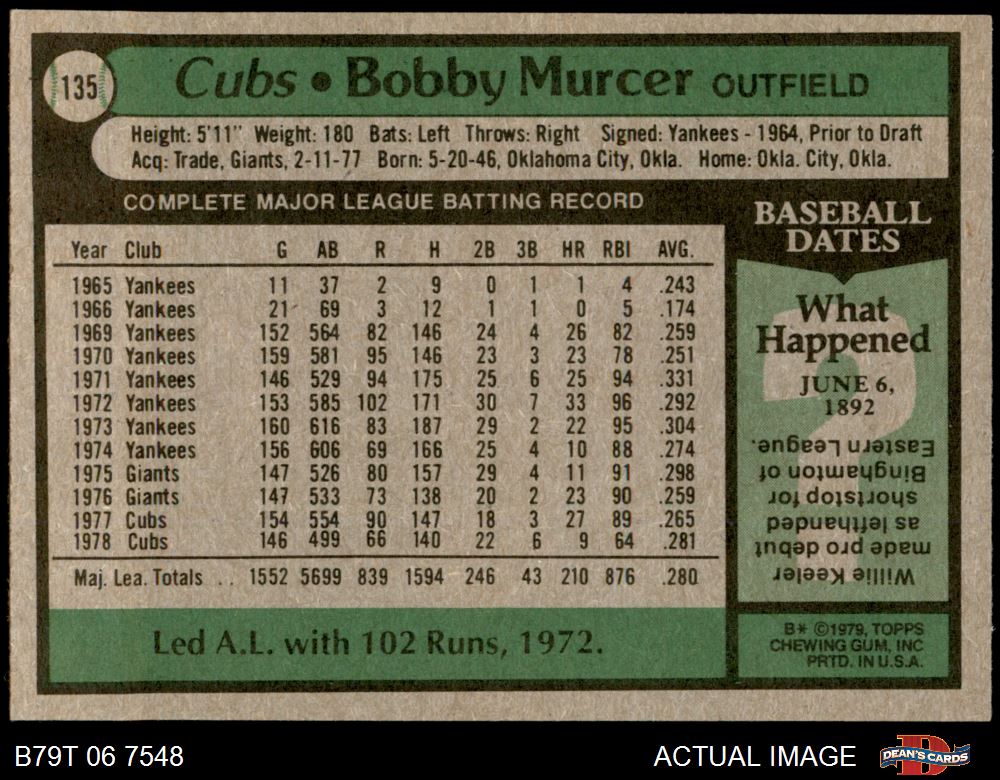 135
Cubs • Bobby Murcer OUTFIELD
Height: 5'11" Weight: 180 Bats: Left Throws: Right Signed: Yankees - 1964, Prior to Draft
Acq: Trade, Giants, 2-11-77 Born: 5-20-46, Oklahoma City, Okla. Home: Okla. City, Okla.
COMPLETE MAJOR LEAGUE BATTING RECORD
Year Club G AB R H 2B 3B HR RBI AVG.
1965 Yankees 11 37 2 9 0 1 1 4 .243
1966 Yankees 21 69 3 12 1 1 0 5 .174
1969 Yankees 152 564 82 146 24 4 26 82 .259
1970 Yankees 159 581 95 146 23 3 23 78 .251
1971 Yankees 146 529 94 175 25 6 25 94 .331
1972 Yankees 153 585 102 171 30 7 33 96 .292
1973 Yankees 160 616 83 187 29 2 22 95 .304
1974 Yankees 156 606 69 166 25 4 10 88 .274
1975 Giants 147 526 80 157 29 4 11 91 .298
1976 Giants 147 533 73 138 20 2 23 90 .259
1977 Cubs 154 554 90 147 18 3 27 89 .265
1978 Cubs 146 499 66 140 22 6 9 64 .281
Maj. Lea. Totals .. 1552 5699 839 1594 246 43 210 876 .280
Led A.L. with 102 Runs, 1972.
BASEBALL
DATES
What
Happened
JUNE 6,
1892
Willie Keeler
made pro debut
as lefthanded
shortstop for
Binghamton of
Eastern League.
B* ©1979, TOPPS
CHEWING GUM, INC
PRTD. IN U.S.A.
B79T 06 7548
ACTUAL IMAGE
DEAN'S CARDS